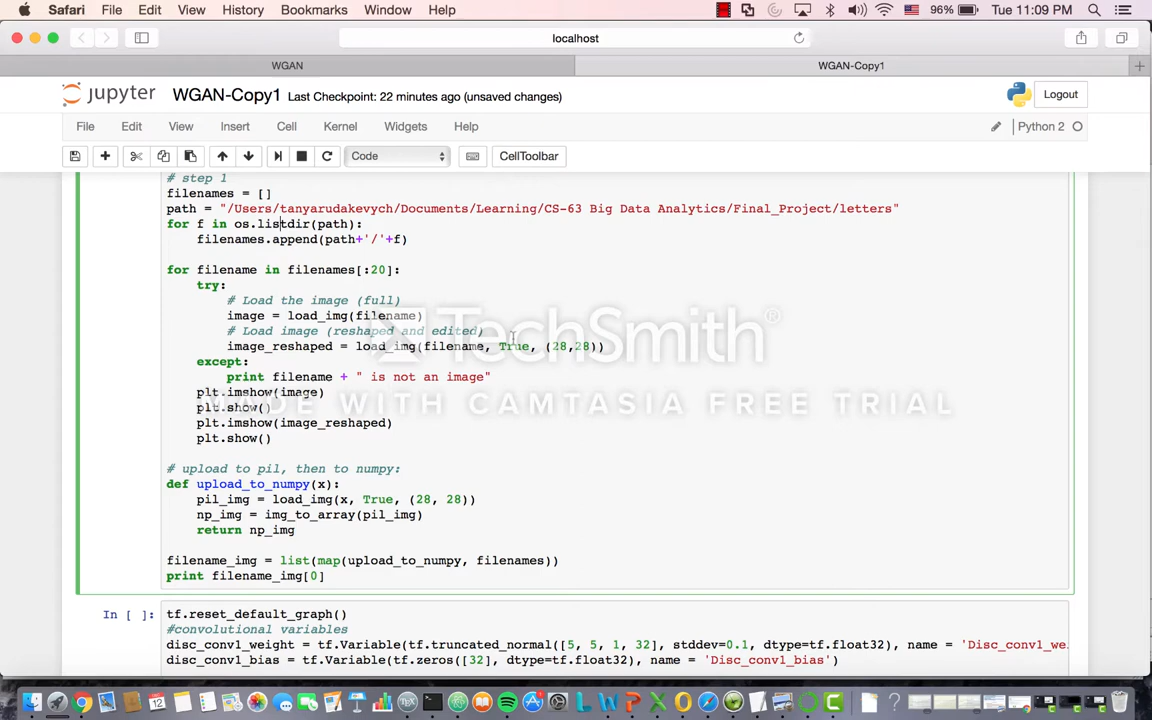 Safari File Edit View History Bookmarks Window Help 96% Tue 11:09 PM
localhost
WGAN WGAN-Copy1
jupyter WGAN-Copy1 Last Checkpoint: 22 minutes ago (unsaved changes) Logout
File Edit View Insert Cell Kernel Widgets Help Python 2
Code CellToolbar
# step 1
filenames = []
path = "/Users/tanyarudakevych/Documents/Learning/CS-63 Big Data Analytics/Final_Project/letters"
for f in os.listdir(path):
filenames.append(path+'/'+f)
for filename in filenames[:20]:
try:
# Load the image (full)
image = load_img(filename)
# Load image (reshaped and edited)
image_reshaped = load_img(filename, True, (28,28))
except:
print filename + " is not an image"
plt.imshow(image)
plt.show()
plt.imshow(image_reshaped)
plt.show()
TechSmith®
MADE WITH CAMTASIA FREE TRIAL
# upload to pil, then to numpy:
def upload_to_numpy(x):
pil_img = load_img(x, True, (28, 28))
np_img = img_to_array(pil_img)
return np_img
filename_img = list(map(upload_to_numpy, filenames))
print filename_img[0]
In [ ]: tf.reset_default_graph()
#convolutional variables
disc_conv1_weight = tf.Variable(tf.truncated_normal([5, 5, 1, 32], stddev=0.1, dtype=tf.float32), name = 'Disc_conv1_we
disc_conv1_bias = tf.Variable(tf.zeros([32], dtype=tf.float32), name = 'Disc_conv1_bias')